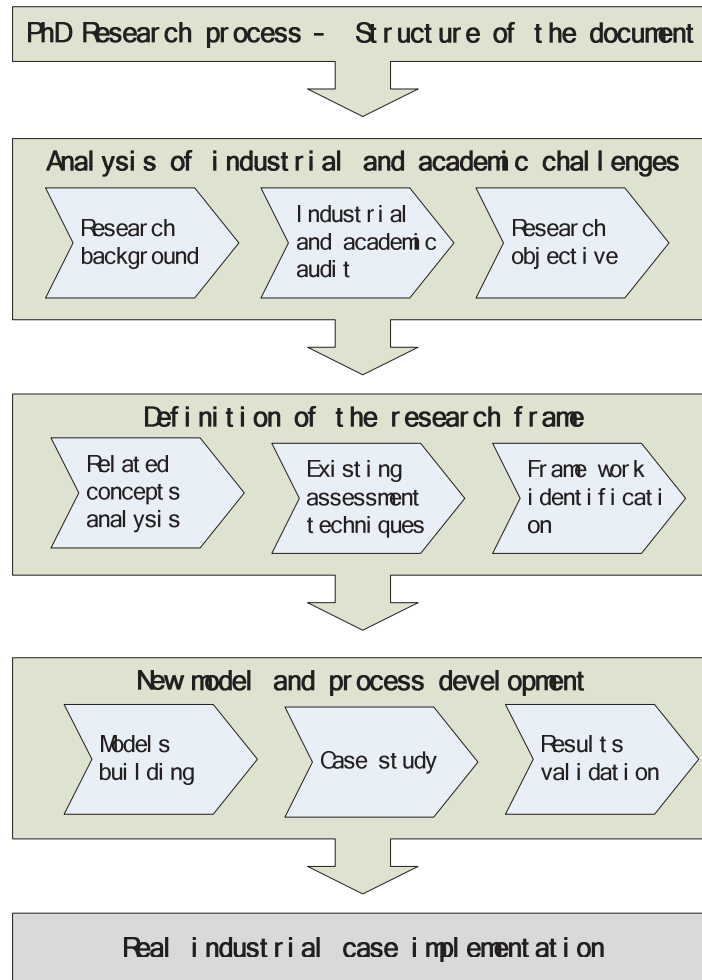 PhD Research process - Structure of the document
Analysis of industrial and academic challenges
Research
background
Industrial
and academic
audit
Research
objective
Definition of the research frame
Related
concepts
analysis
Existing
assessment
techniques
Frame work
identificati
on
New model and process development
Models
building
Case study
Results
validation
Real industrial case implementation